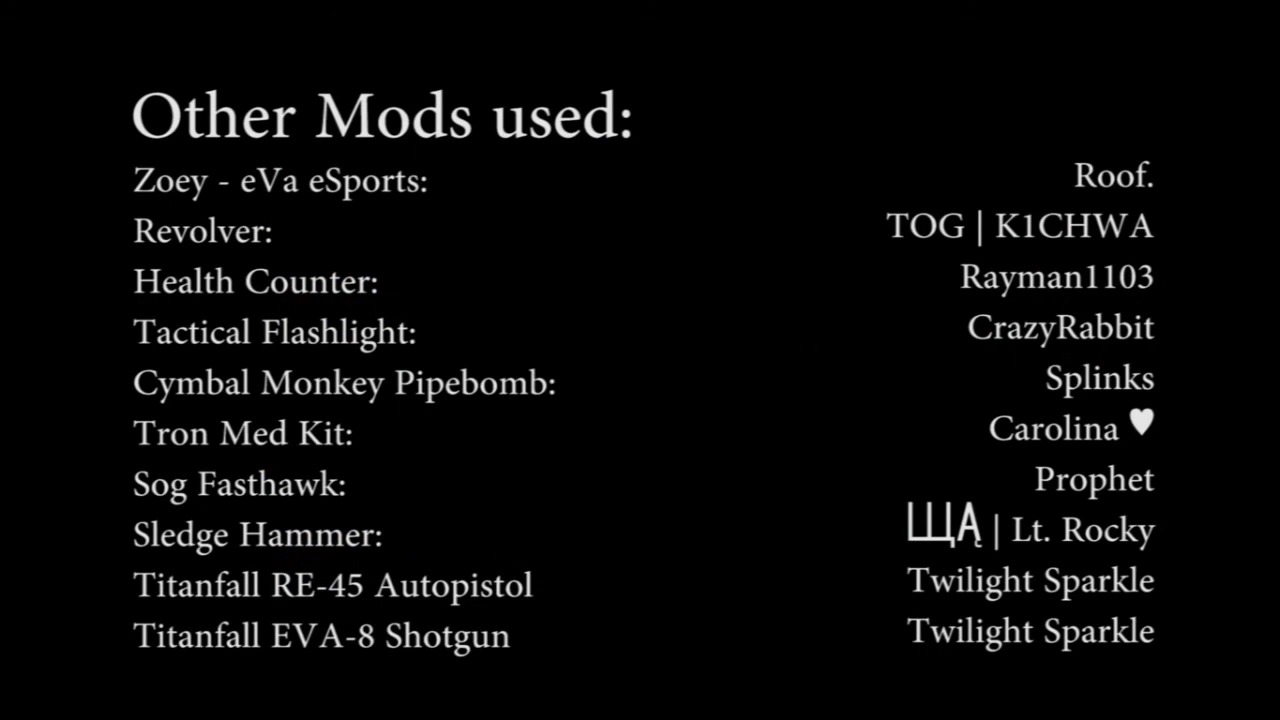 Other Mods used:
Zoey - eVa eSports: Roof.
Revolver: TOG | K1CHWA
Health Counter: Rayman1103
Tactical Flashlight: CrazyRabbit
Cymbal Monkey Pipebomb: Splinks
Tron Med Kit: Carolina ♥
Sog Fasthawk: Prophet
Sledge Hammer: ЩĄ | Lt. Rocky
Titanfall RE-45 Autopistol Twilight Sparkle
Titanfall EVA-8 Shotgun Twilight Sparkle